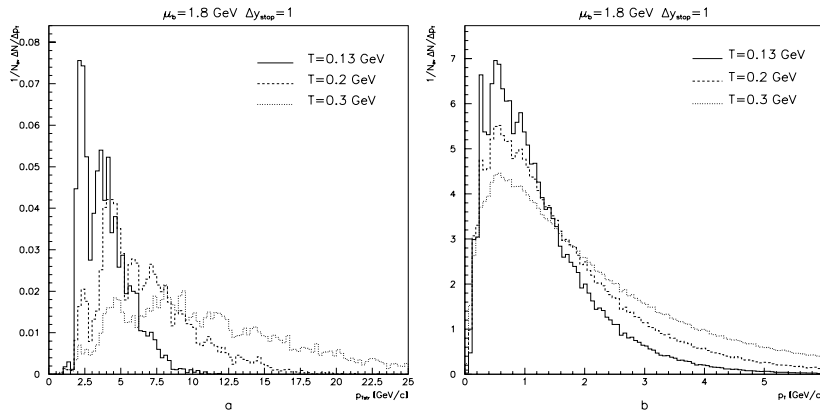 μb=1.8 GeV Δystop=1
1/Nev ΔN/Δpt
T=0.13 GeV
T=0.2 GeV
T=0.3 GeV
0.08
0.07
0.06
0.05
0.04
0.03
0.02
0.01
0
0 2.5 5 7.5 10 12.5 15 17.5 20 22.5 25
[GeV/c]
a
μb=1.8 GeV Δystop=1
1/Nev ΔN/Δpt
T=0.13 GeV
T=0.2 GeV
T=0.3 GeV
7
6
5
4
3
2
1
0
0 1 2 3 4 5
pt [GeV/c]
b